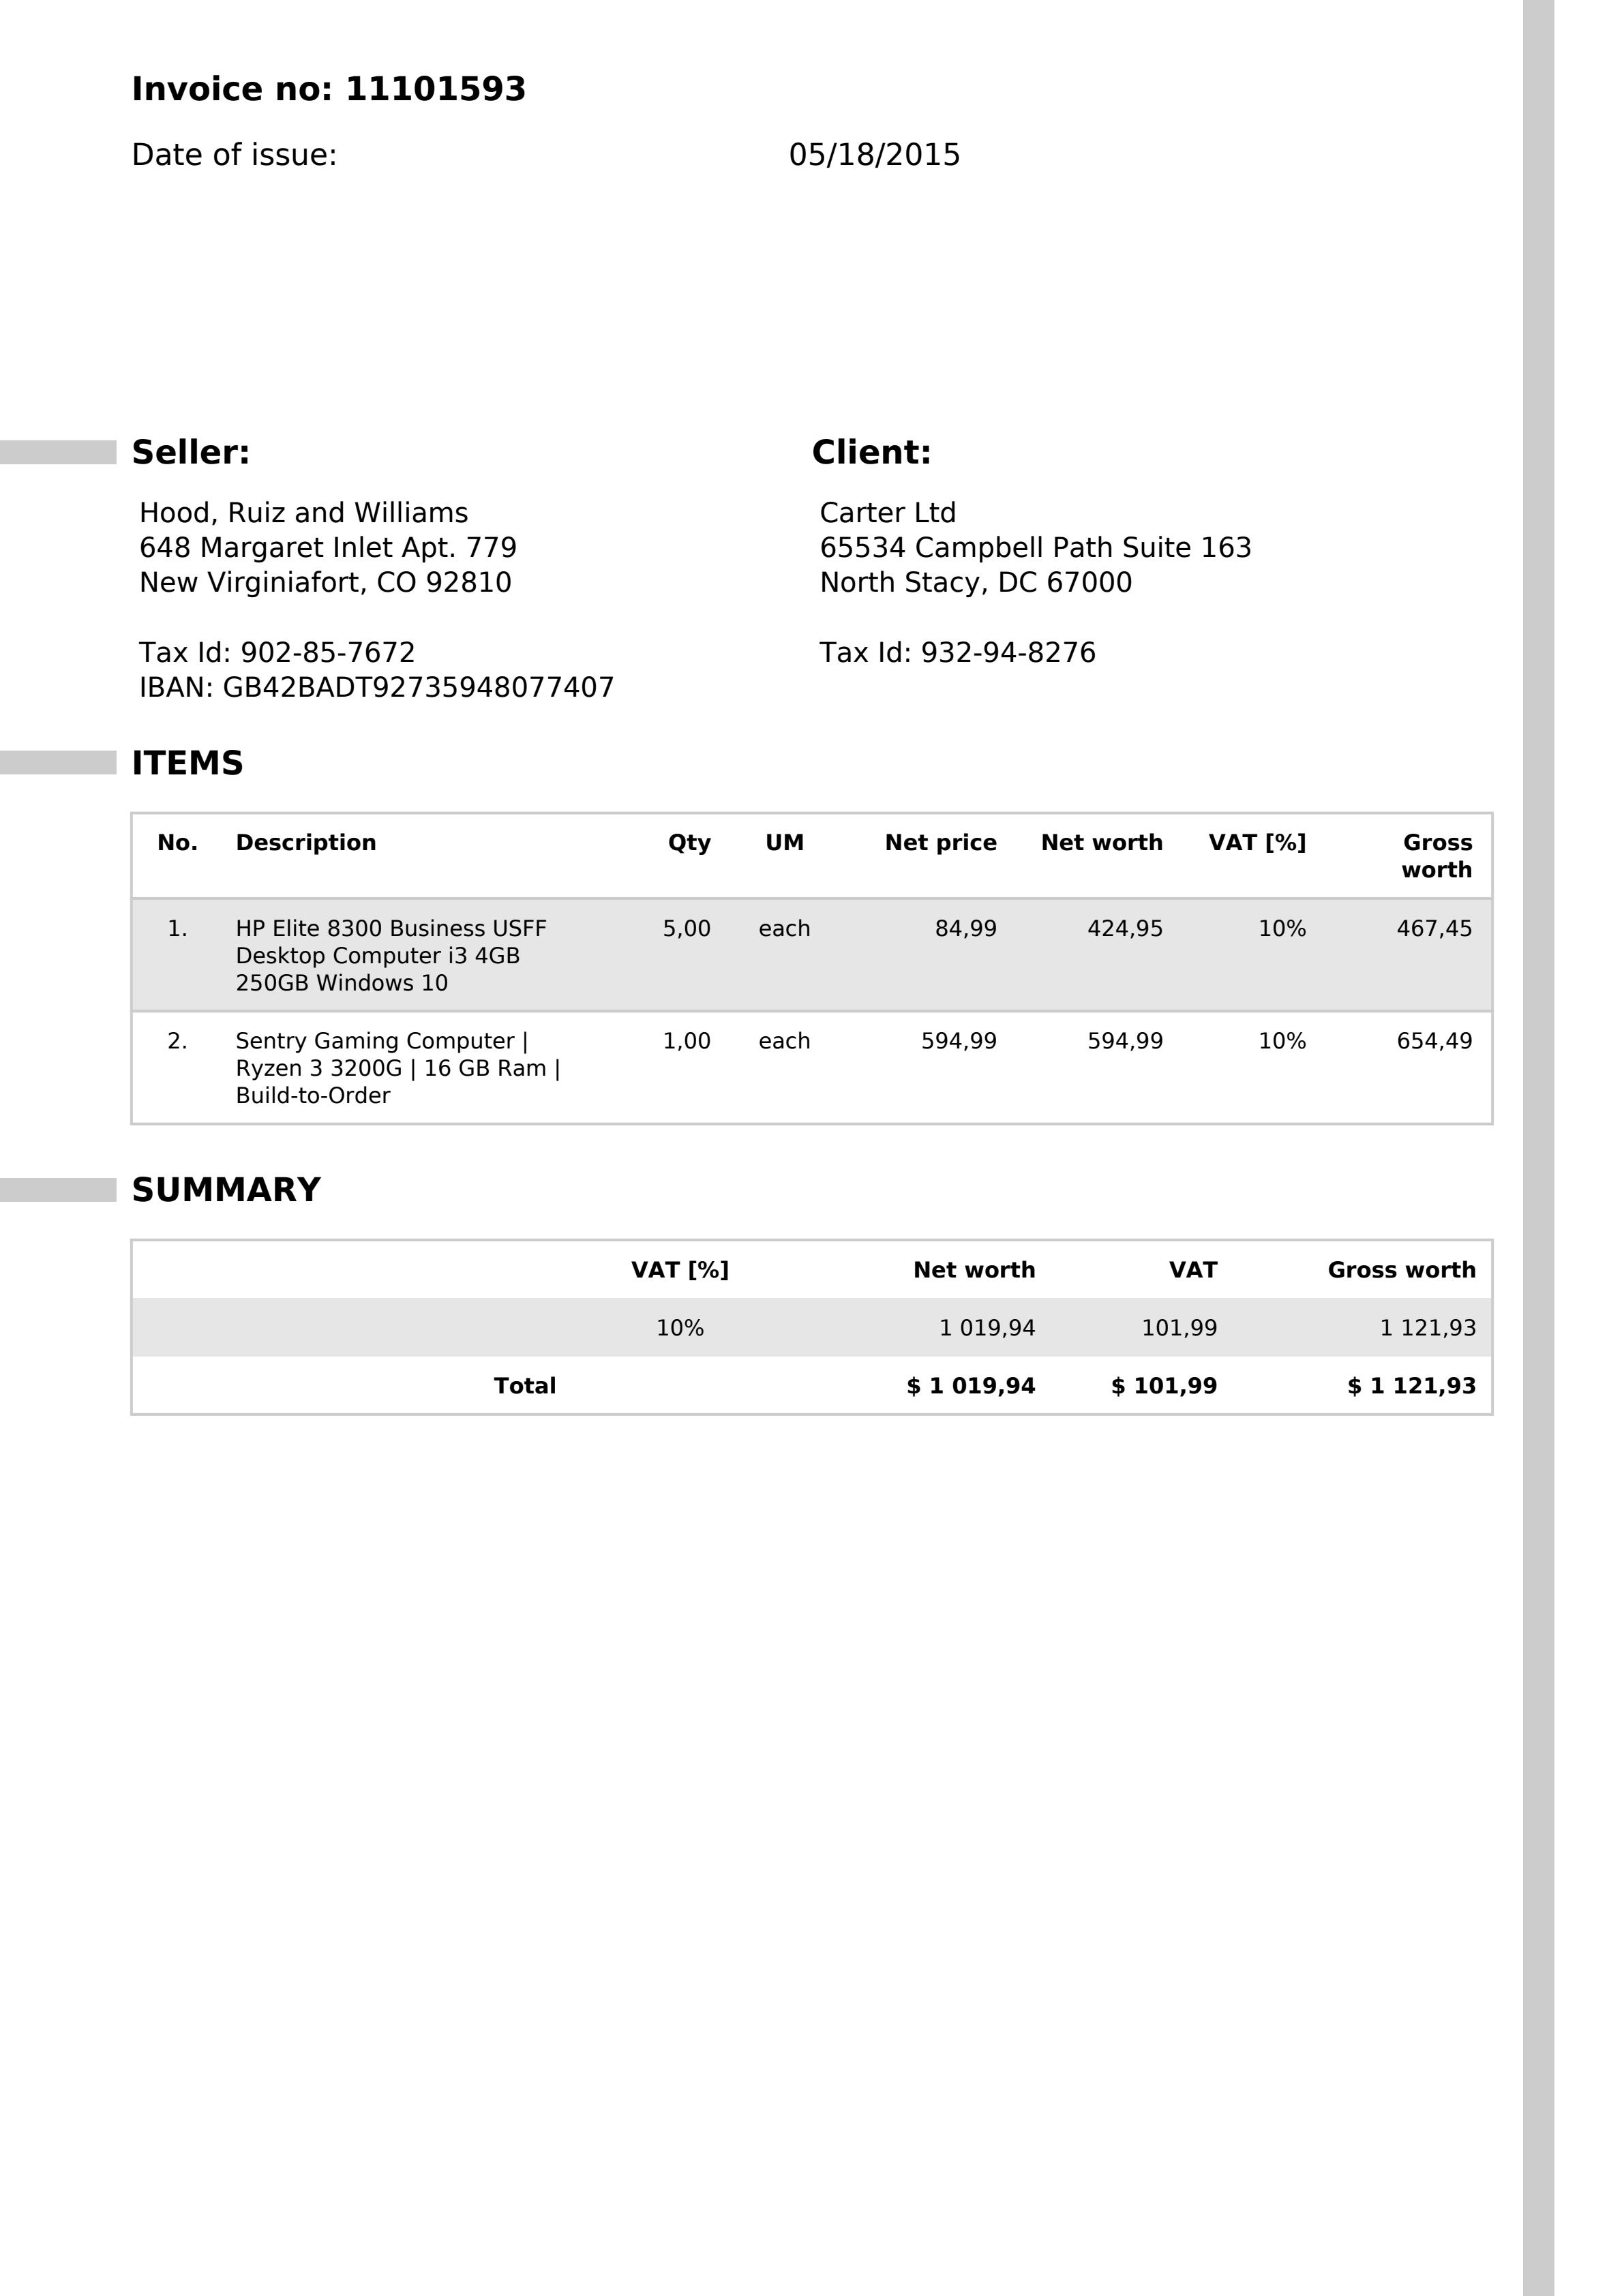 Invoice no: 11101593
Date of issue: 05/18/2015
Seller: Client:
Hood, Ruiz and Williams Carter Ltd
648 Margaret Inlet Apt. 779 65534 Campbell Path Suite 163
New Virginiafort, CO 92810 North Stacy, DC 67000
Tax Id: 902-85-7672 Tax Id: 932-94-8276
IBAN: GB42BADT92735948077407
ITEMS
No. Description Qty UM Net price Net worth VAT [%] Gross
worth
1. HP Elite 8300 Business USFF 5,00 each 84,99 424,95 10% 467,45
Desktop Computer i3 4GB
250GB Windows 10
2. Sentry Gaming Computer | 1,00 each 594,99 594,99 10% 654,49
Ryzen 3 3200G | 16 GB Ram |
Build-to-Order
SUMMARY
VAT [%] Net worth VAT Gross worth
10% 1 019,94 101,99 1 121,93
Total $ 1 019,94 $ 101,99 $ 1 121,93